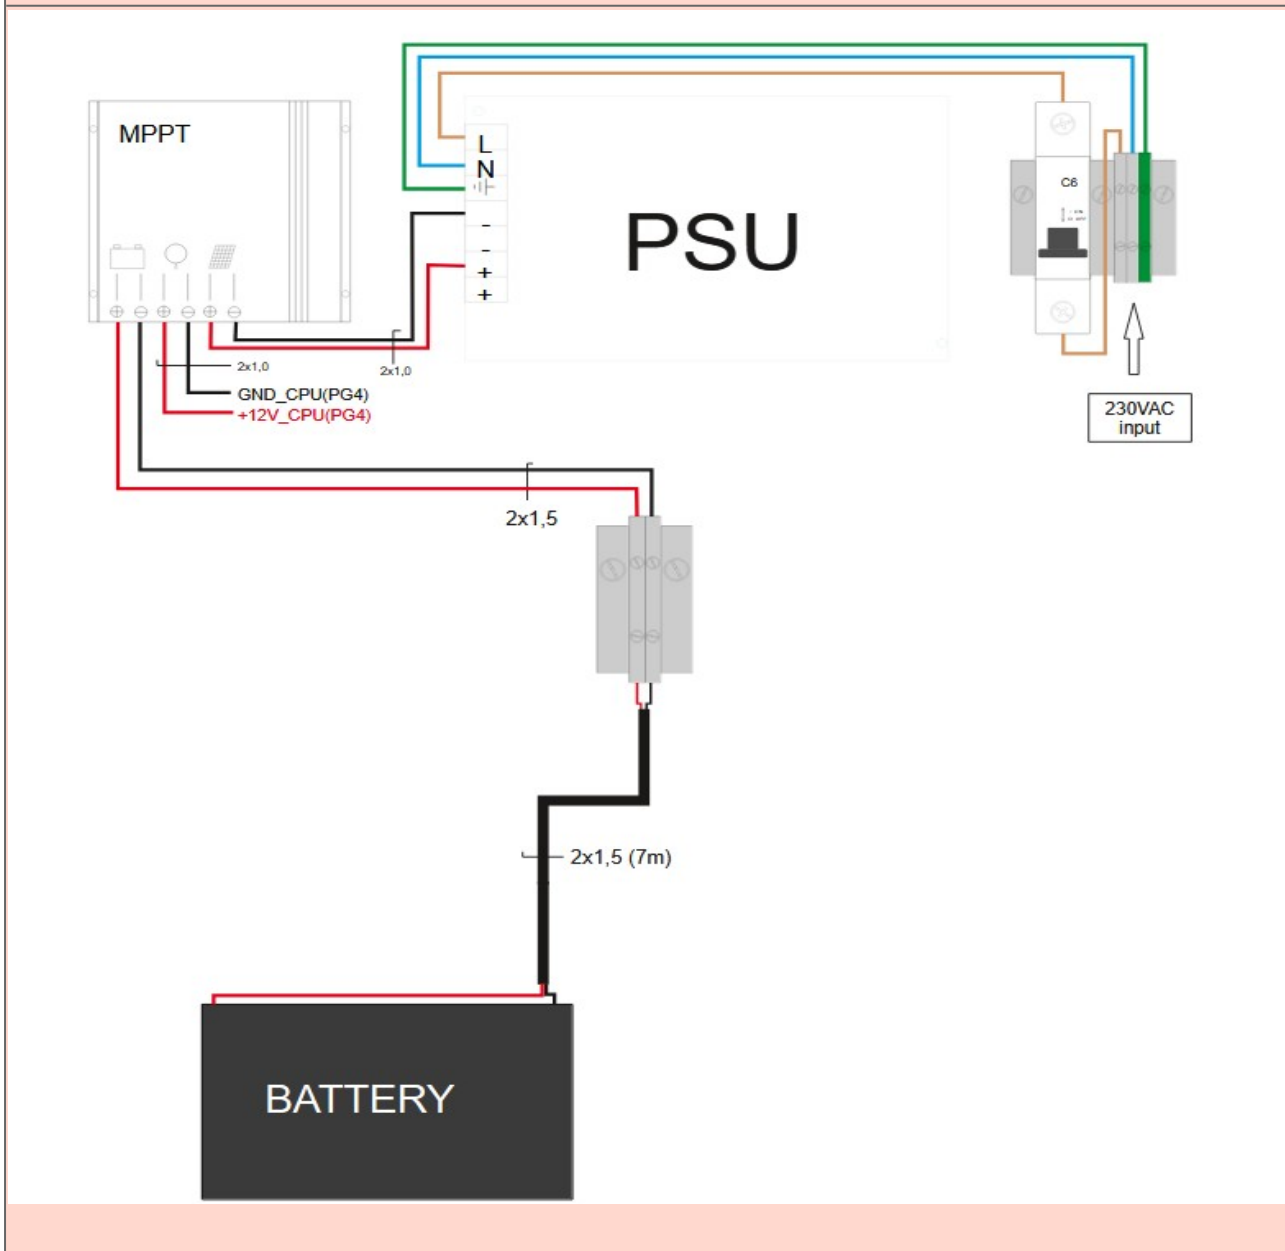 MPPT
L
N
-
-
+
+
PSU
C6
2x1,0
2x1,0
GND_CPU(PG4)
+12V_CPU(PG4)
230VAC
input
2x1,5
2x1,5 (7m)
BATTERY